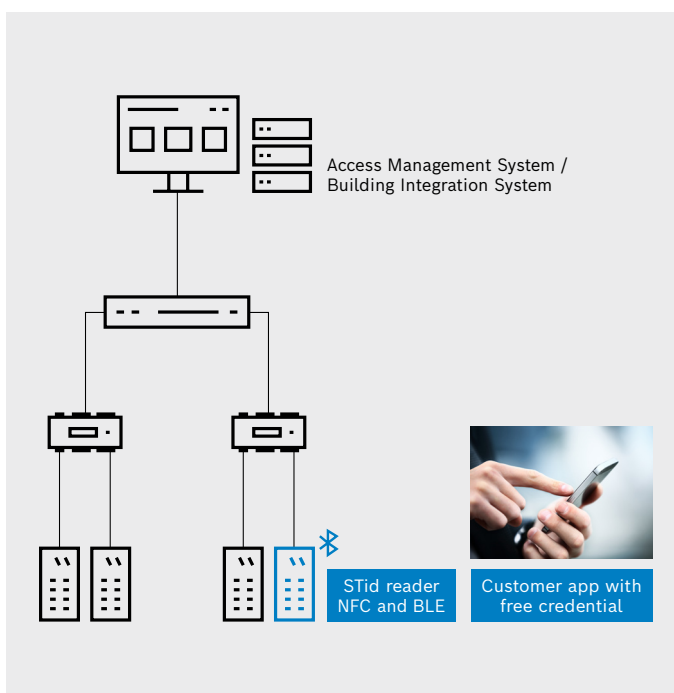 Access Management System /
Building Integration System
STid reader
NFC and BLE
Customer app with
free credential